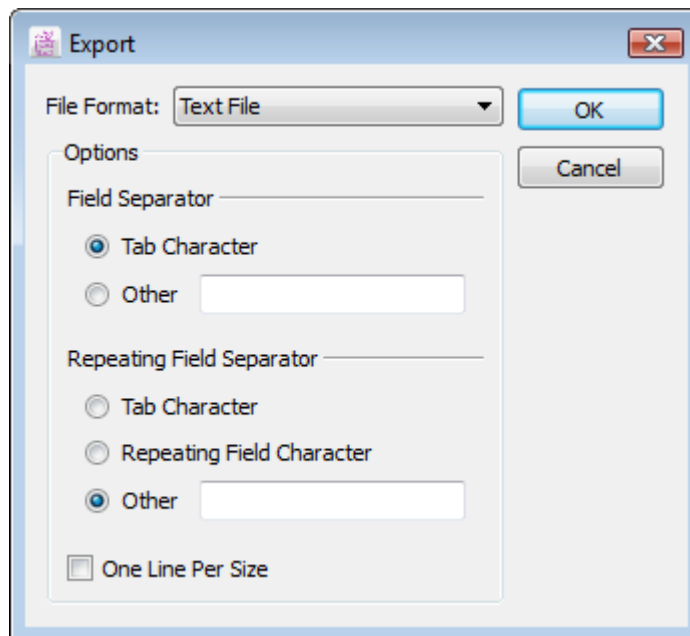 Export
File Format: Text File
OK
Options
Cancel
Field Separator
Tab Character
Other
Repeating Field Separator
Tab Character
Repeating Field Character
Other
One Line Per Size